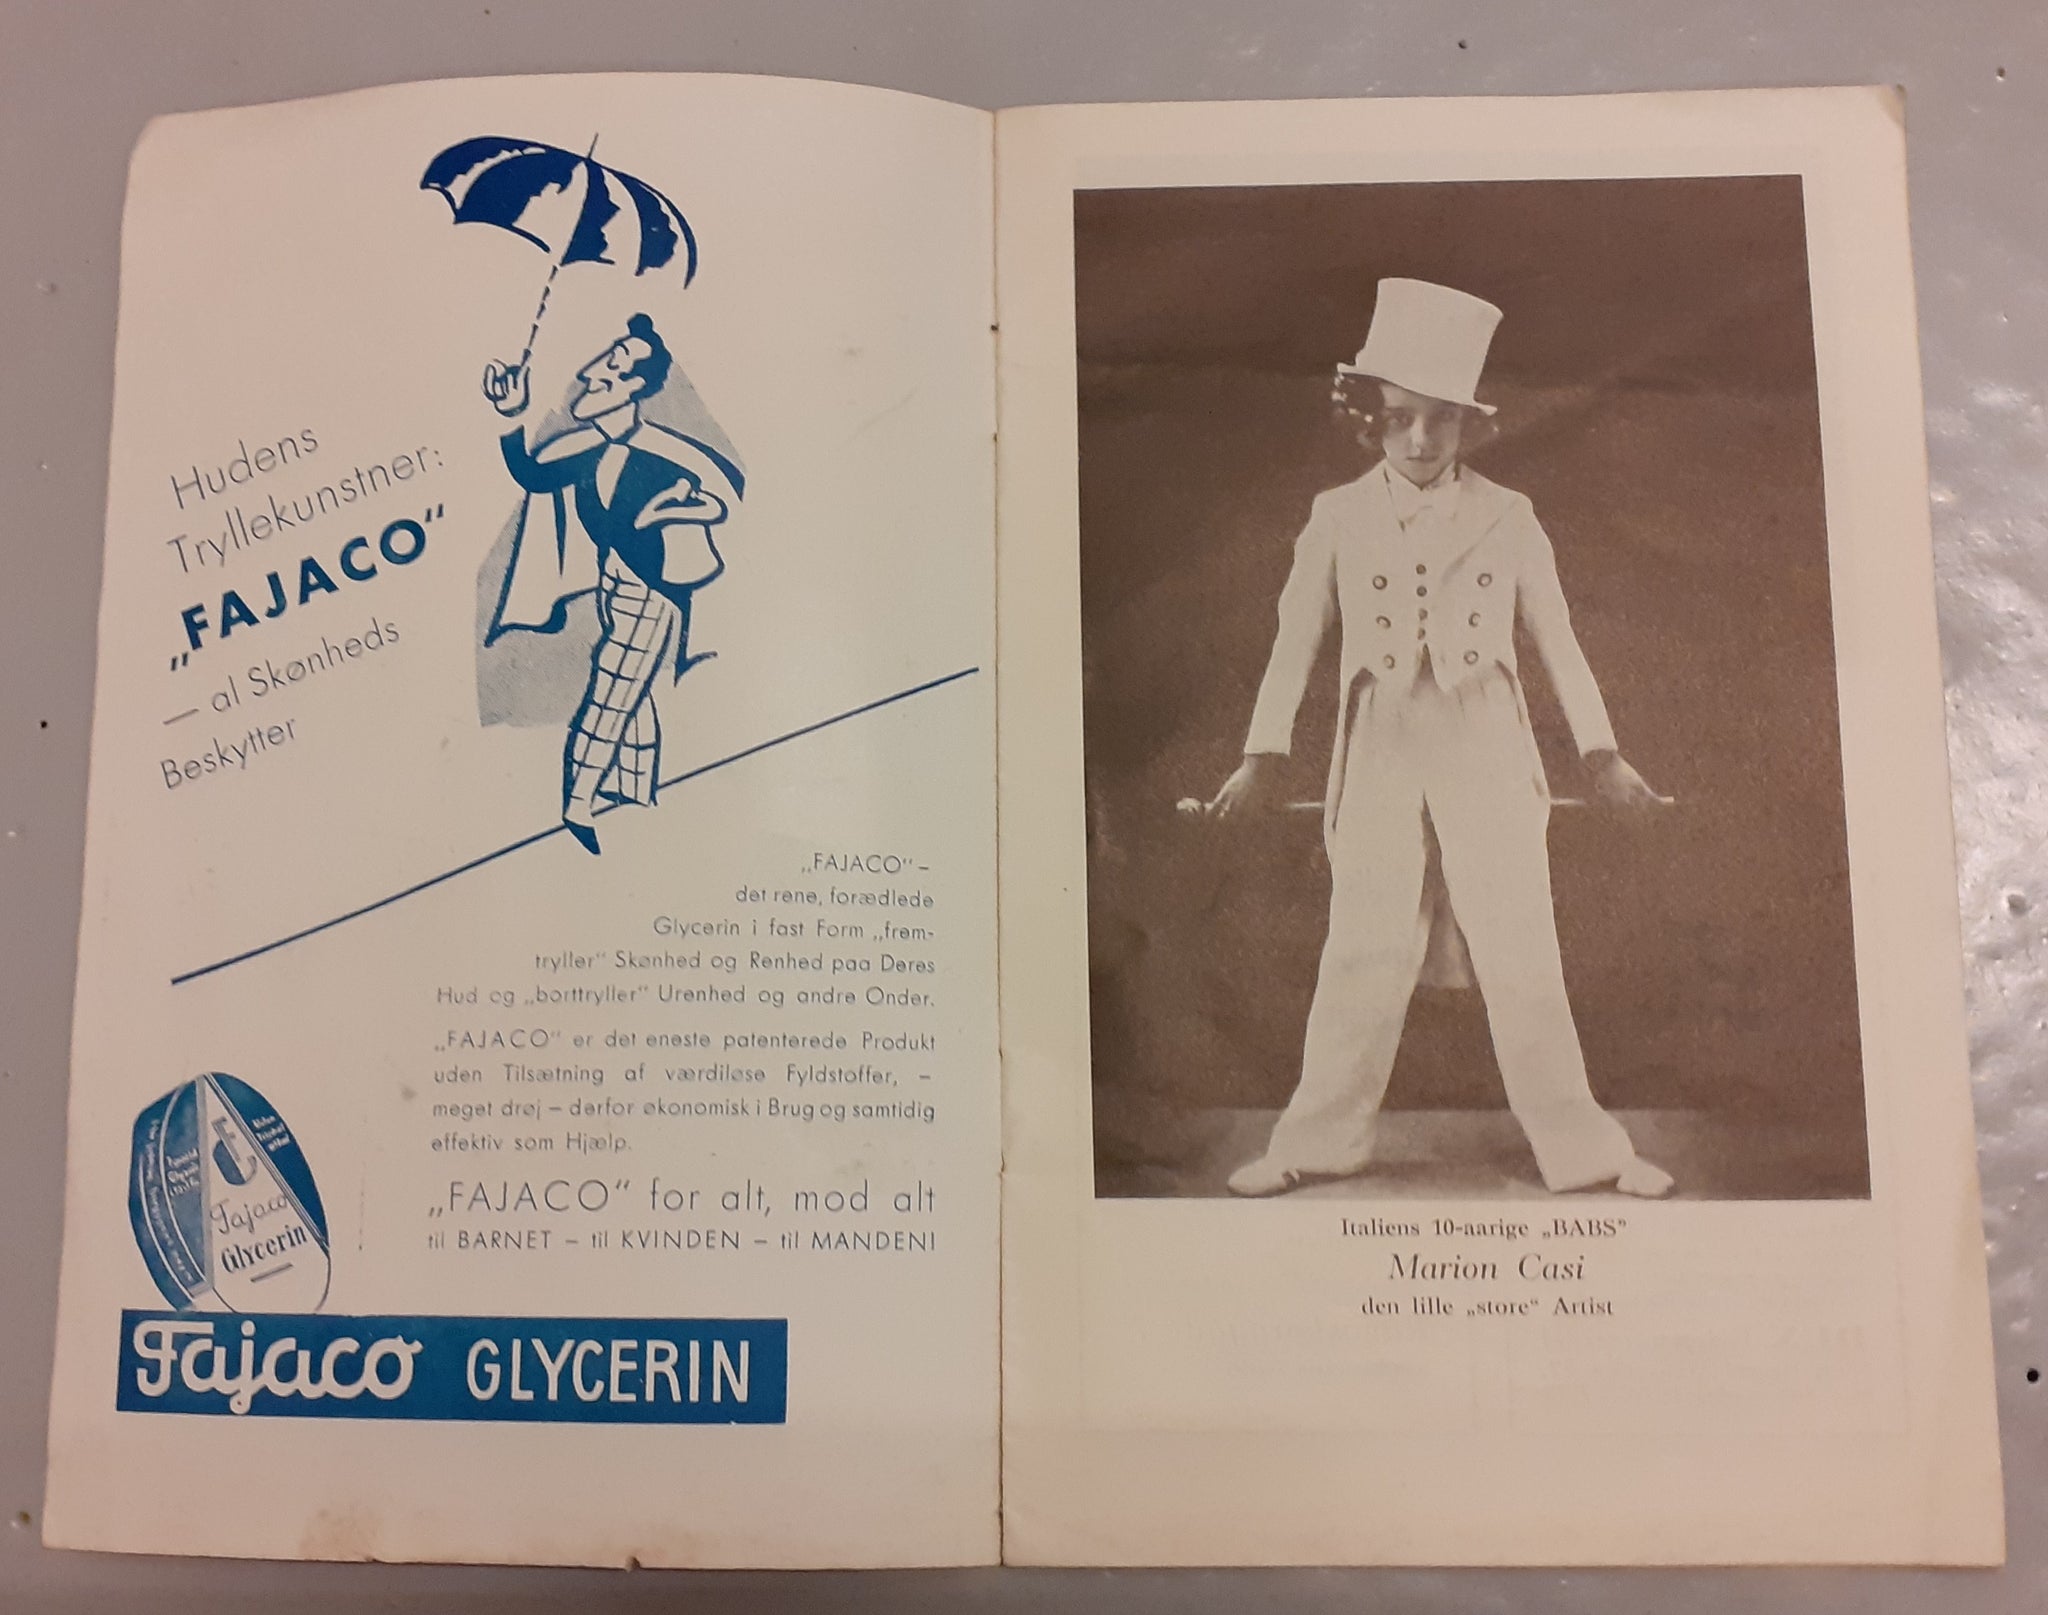 Hudens
Tryllekunstner:
„FAJACO“
— al Skønheds
Beskytter
„FAJACO“ –
det rene, forædlede
Glycerin i fast Form „frem-
tryller“ Skønhed og Renhed paa Deres
Hud og „borttryller“ Urenhed og andre Onder.
„FAJACO“ er det eneste patenterede Produkt
uden Tilsætning af værdiløse Fyldstoffer, –
meget drøj – derfor økonomisk i Brug og samtidig
effektiv som Hjælp.
„FAJACO“ for alt, mod alt
til BARNET – til KVINDEN – til MANDEN!
Fajaco
Glycerin
Fajaco GLYCERIN
Italiens 10-aarige „BABS”
Marion Casi
den lille „store“ Artist